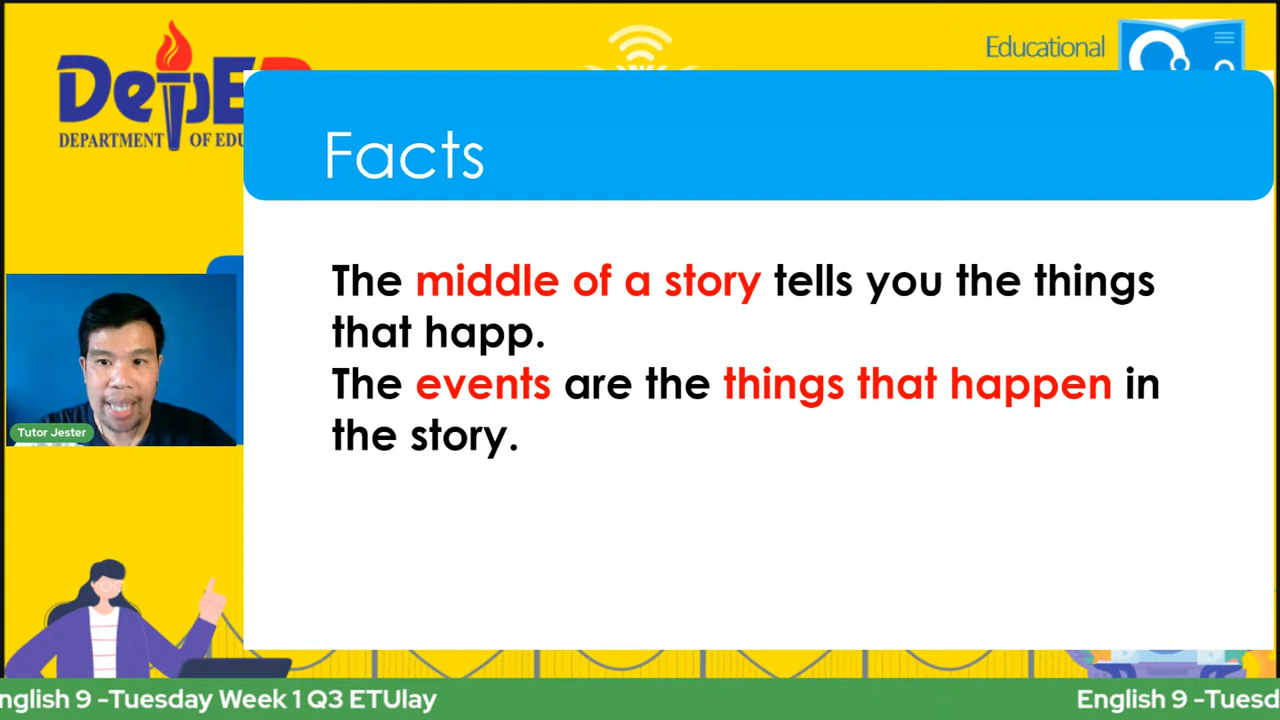 DepED
DEPARTMENT OF EDU
Educational
Facts
The middle of a story tells you the things
that happ.
The events are the things that happen in
the story.
Tutor Jester
nglish 9 -Tuesday Week 1 Q3 ETUlay
English 9 -Tuesd